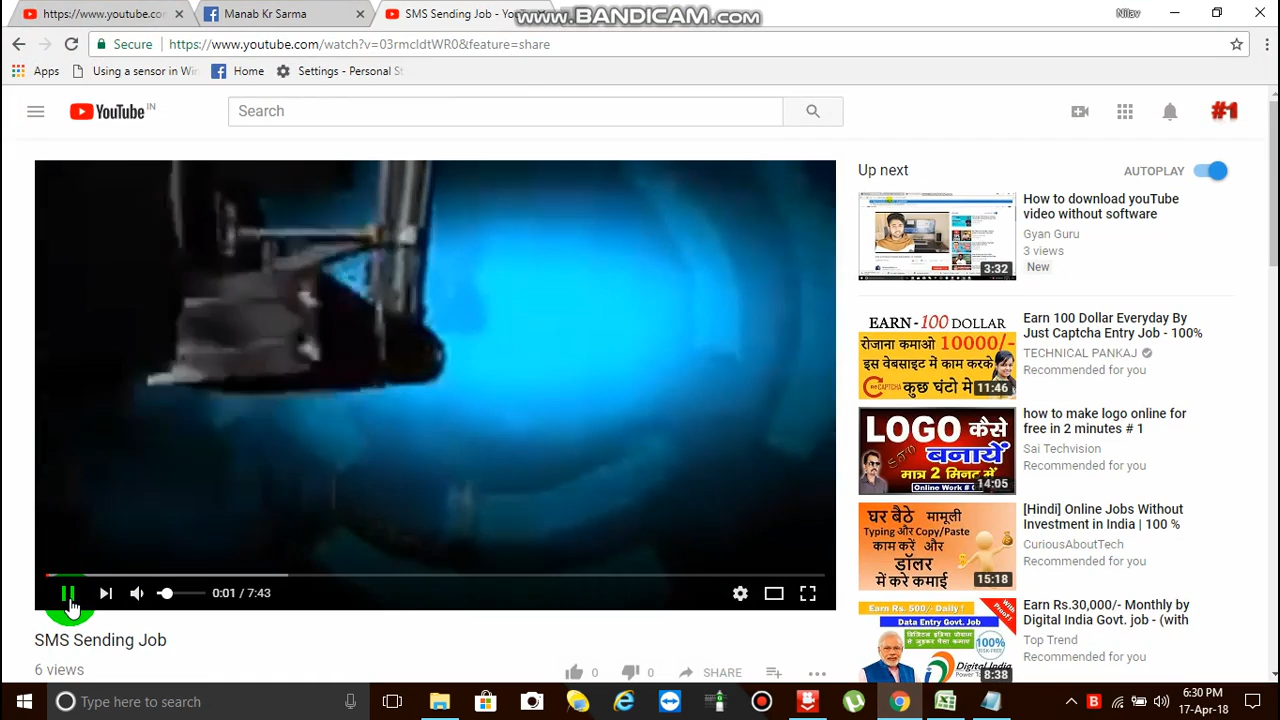 https://www.youtube.co
Manab Kr Sarma
SMS Sending Job - YouT
www.BANDICAM.com
Nilav
Secure
https://www.youtube.com/watch?v=03rmcIdtWR0&feature=share
Apps
Using a sensor in Win
Home
Settings - Personal St
YouTube IN
Search
#1
Up next
AUTOPLAY
How to download youTube
video without software
Gyan Guru
3 views
New
3:32
EARN-100 DOLLAR
रोजाना कमाओ 10000/-
इस वेबसाइट में काम करके
कुछ घंटो मे
11:46
Earn 100 Dollar Everyday By
Just Captcha Entry Job - 100%
TECHNICAL PANKAJ
Recommended for you
LOGO कैसे
बनायें
मात्र 2 मिनट में
Online Work #
14:05
how to make logo online for
free in 2 minutes # 1
Sai Techvision
Recommended for you
घर बैठे मामूली
Typing और Copy/Paste
काम करें और
डॉलर
में करे कमाई
15:18
[Hindi] Online Jobs Without
Investment in India | 100 %
CuriousAboutTech
Recommended for you
Earn Rs. 500/- Daily/-
With Proof!
Data Entry Govt. Job
100%
Digital India
8:38
Earn Rs.30,000/- Monthly by
Digital India Govt. job - (with
Top Trend
Recommended for you
0:01 / 7:43
SMS Sending Job
6 views
0
0
SHARE
Type here to search
6:30 PM
17-Apr-18